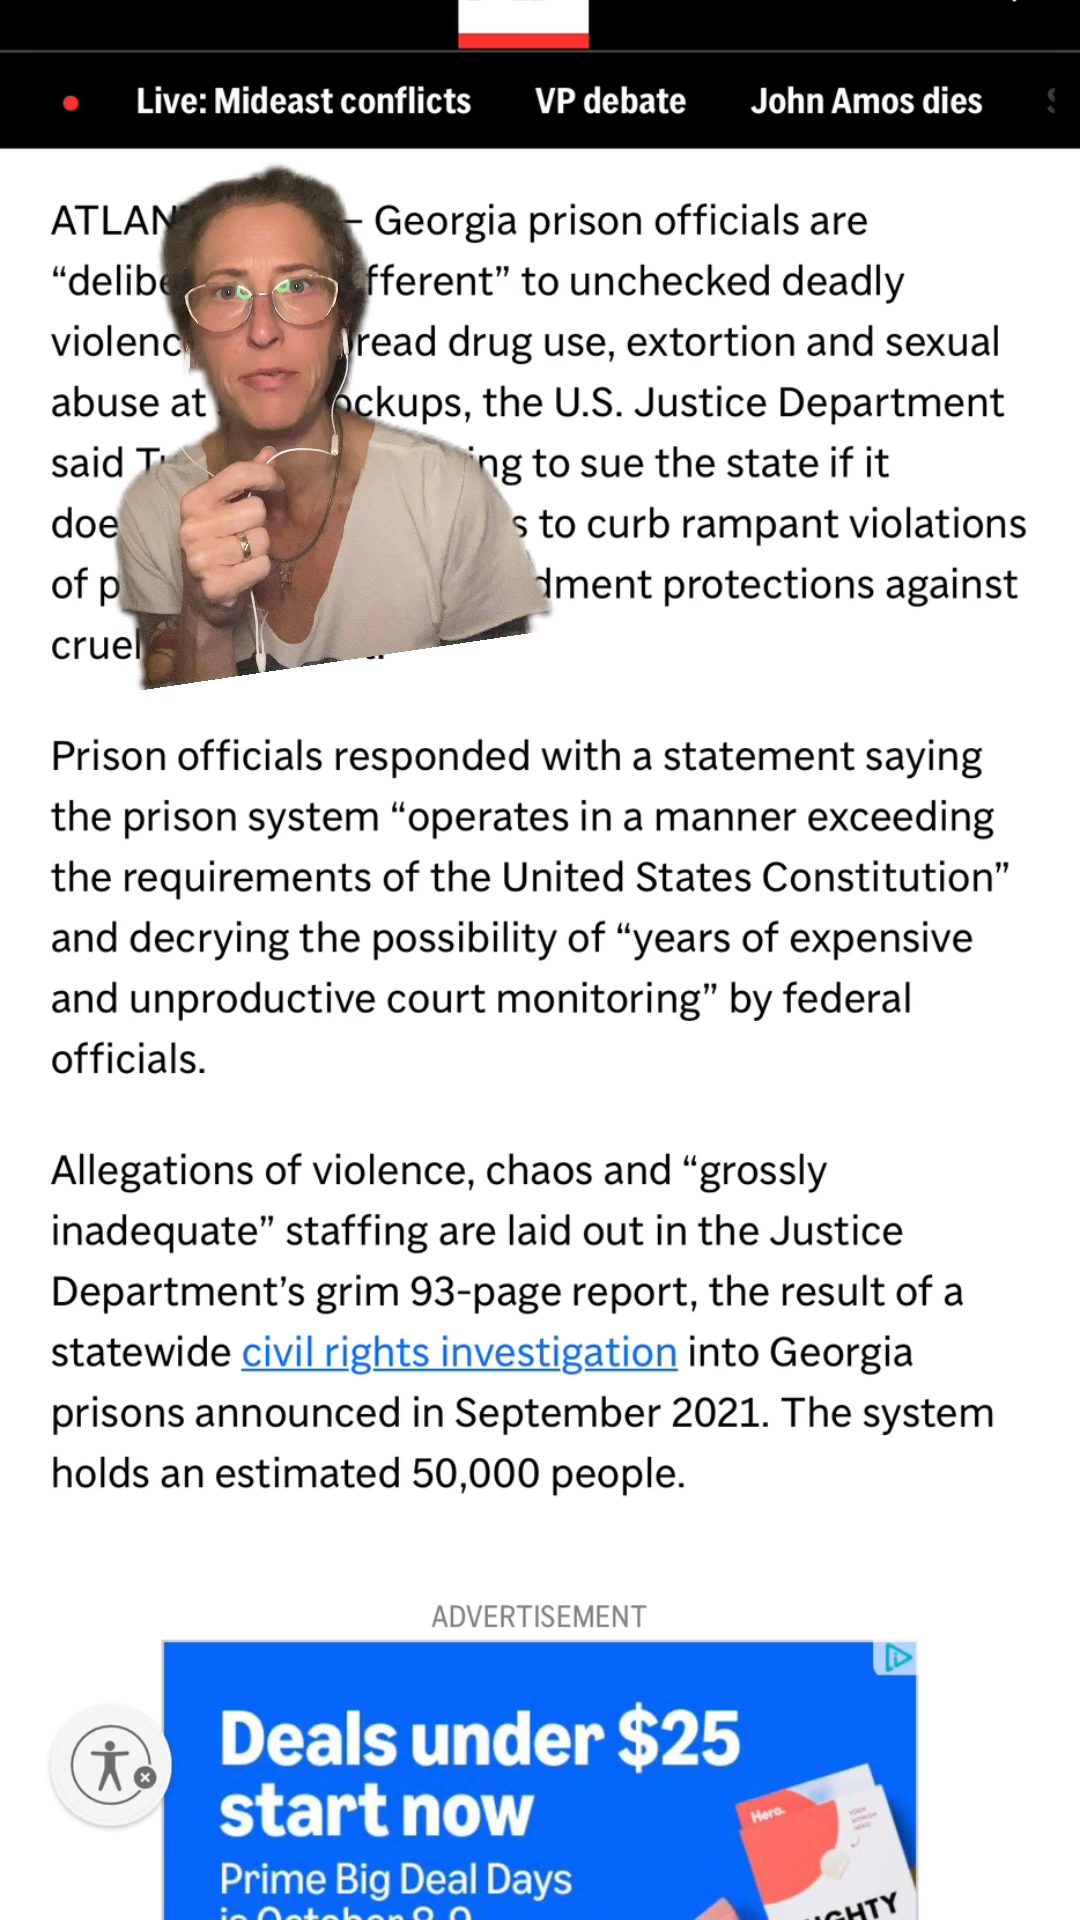 Live: Mideast conflicts VP debate John Amos dies
ATLAN – Georgia prison officials are
“delibe fferent” to unchecked deadly
violenc read drug use, extortion and sexual
abuse at ockups, the U.S. Justice Department
said T ng to sue the state if it
doe s to curb rampant violations
of p dment protections against
cruel
Prison officials responded with a statement saying
the prison system “operates in a manner exceeding
the requirements of the United States Constitution”
and decrying the possibility of “years of expensive
and unproductive court monitoring” by federal
officials.
Allegations of violence, chaos and “grossly
inadequate” staffing are laid out in the Justice
Department’s grim 93-page report, the result of a
statewide civil rights investigation into Georgia
prisons announced in September 2021. The system
holds an estimated 50,000 people.
ADVERTISEMENT
Deals under $25
start now
Prime Big Deal Days
is October 8-9
Hero.